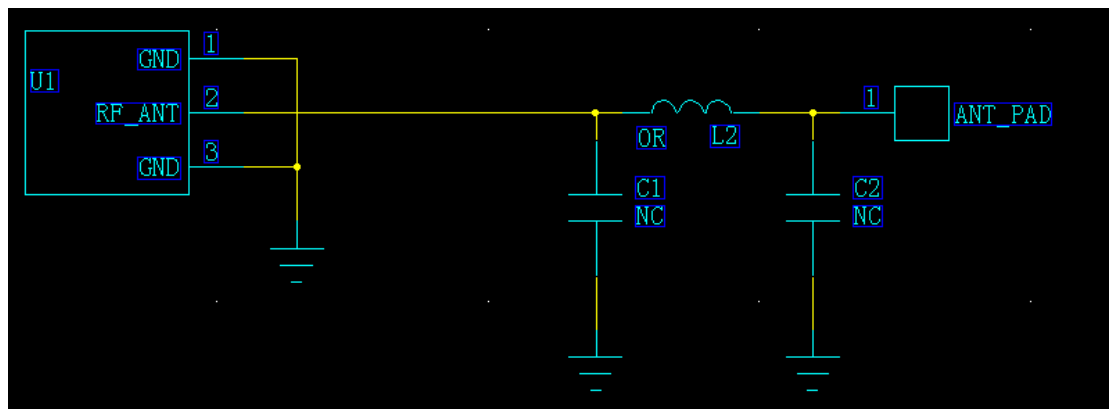 1
GND
U1
2
RF_ANT
3
GND
0R
L2
C1
NC
C2
NC
1
ANT_PAD